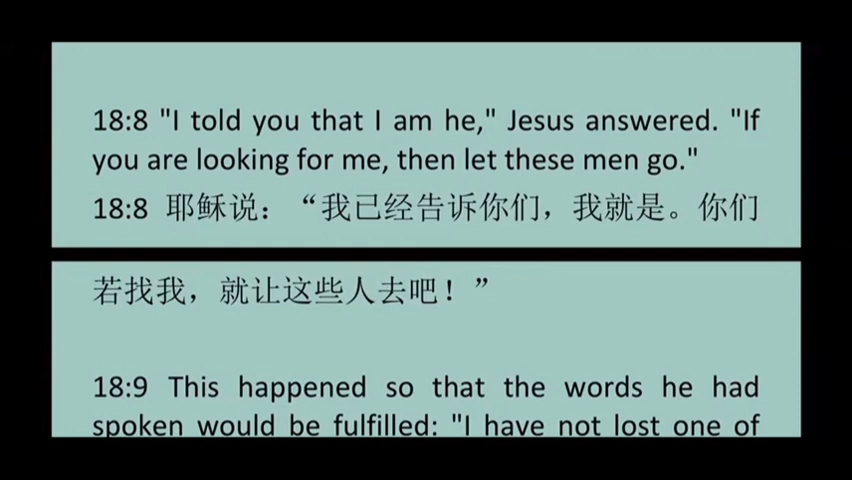 18:8 "I told you that I am he," Jesus answered. "If
you are looking for me, then let these men go."
18:8 耶稣说：“我已经告诉你们，我就是。你们
若找我，就让这些人去吧！”
18:9 This happened so that the words he had
spoken would be fulfilled: "I have not lost one of